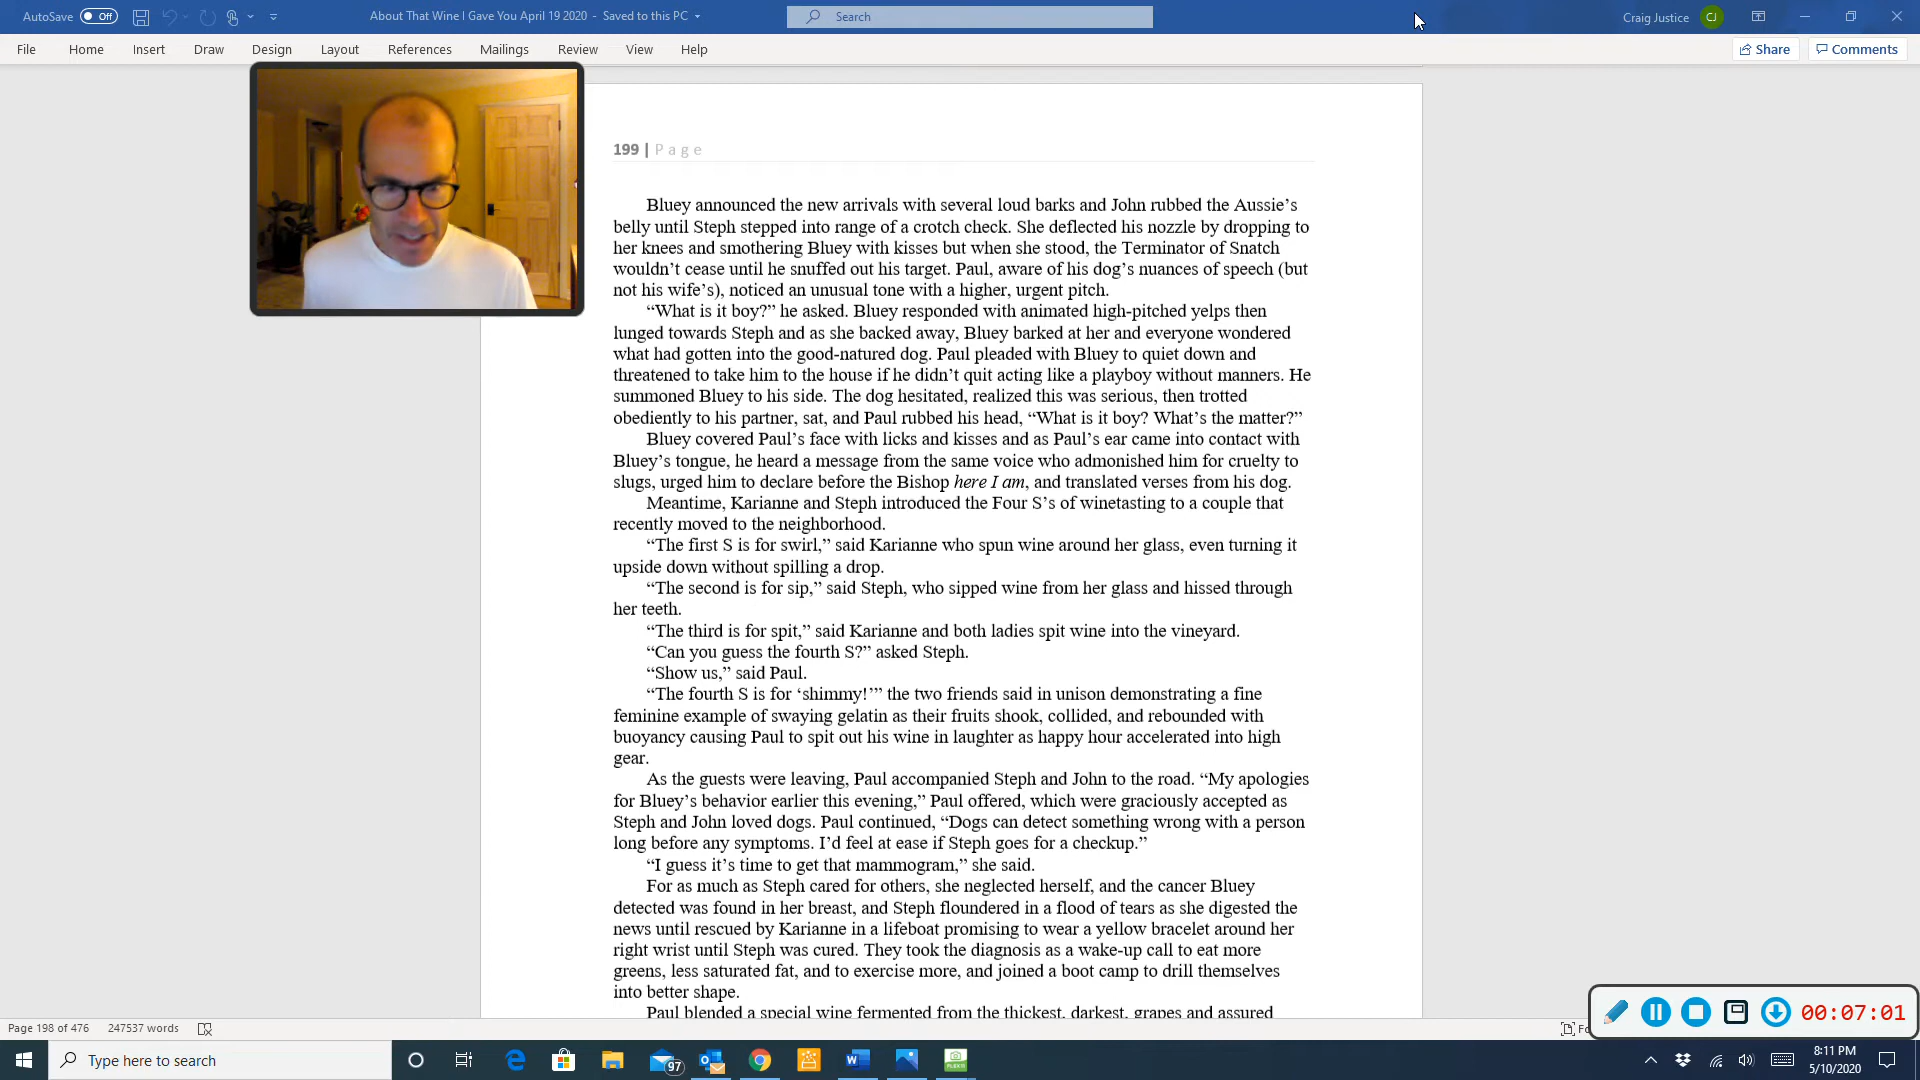 AutoSave Off About That Wine I Gave You April 19 2020 - Saved to this PC Search Craig Justice CJ
File Home Insert Draw Design Layout References Mailings Review View Help Share Comments
199 | Page
Bluey announced the new arrivals with several loud barks and John rubbed the Aussie’s
belly until Steph stepped into range of a crotch check. She deflected his nozzle by dropping to
her knees and smothering Bluey with kisses but when she stood, the Terminator of Snatch
wouldn’t cease until he snuffed out his target. Paul, aware of his dog’s nuances of speech (but
not his wife’s), noticed an unusual tone with a higher, urgent pitch.
“What is it boy?” he asked. Bluey responded with animated high-pitched yelps then
lunged towards Steph and as she backed away, Bluey barked at her and everyone wondered
what had gotten into the good-natured dog. Paul pleaded with Bluey to quiet down and
threatened to take him to the house if he didn’t quit acting like a playboy without manners. He
summoned Bluey to his side. The dog hesitated, realized this was serious, then trotted
obediently to his partner, sat, and Paul rubbed his head, “What is it boy? What’s the matter?”
Bluey covered Paul’s face with licks and kisses and as Paul’s ear came into contact with
Bluey’s tongue, he heard a message from the same voice who admonished him for cruelty to
slugs, urged him to declare before the Bishop here I am, and translated verses from his dog.
Meantime, Karianne and Steph introduced the Four S’s of winetasting to a couple that
recently moved to the neighborhood.
“The first S is for swirl,” said Karianne who spun wine around her glass, even turning it
upside down without spilling a drop.
“The second is for sip,” said Steph, who sipped wine from her glass and hissed through
her teeth.
“The third is for spit,” said Karianne and both ladies spit wine into the vineyard.
“Can you guess the fourth S?” asked Steph.
“Show us,” said Paul.
“The fourth S is for ‘shimmy!’” the two friends said in unison demonstrating a fine
feminine example of swaying gelatin as their fruits shook, collided, and rebounded with
buoyancy causing Paul to spit out his wine in laughter as happy hour accelerated into high
gear.
As the guests were leaving, Paul accompanied Steph and John to the road. “My apologies
for Bluey’s behavior earlier this evening,” Paul offered, which were graciously accepted as
Steph and John loved dogs. Paul continued, “Dogs can detect something wrong with a person
long before any symptoms. I’d feel at ease if Steph goes for a checkup.”
“I guess it’s time to get that mammogram,” she said.
For as much as Steph cared for others, she neglected herself, and the cancer Bluey
detected was found in her breast, and Steph floundered in a flood of tears as she digested the
news until rescued by Karianne in a lifeboat promising to wear a yellow bracelet around her
right wrist until Steph was cured. They took the diagnosis as a wake-up call to eat more
greens, less saturated fat, and to exercise more, and joined a boot camp to drill themselves
into better shape.
Paul blended a special wine fermented from the thickest, darkest, grapes and assured
Page 198 of 476 247537 words Fo
00:07:01
Type here to search 97 8:11 PM
5/10/2020